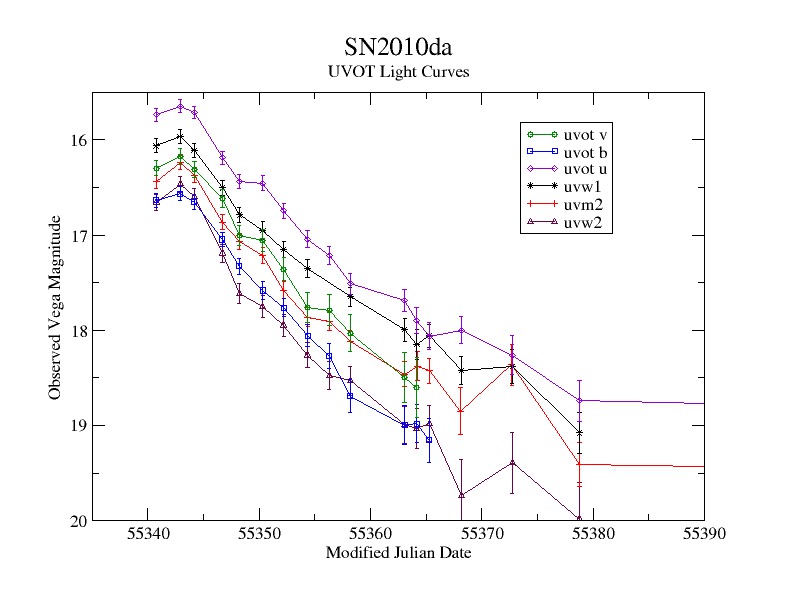 SN2010da
UVOT Light Curves
uvot v
uvot b
uvot u
uvw1
uvm2
uvw2
Observed Vega Magnitude
16
17
18
19
20
55340 55350 55360 55370 55380 55390
Modified Julian Date